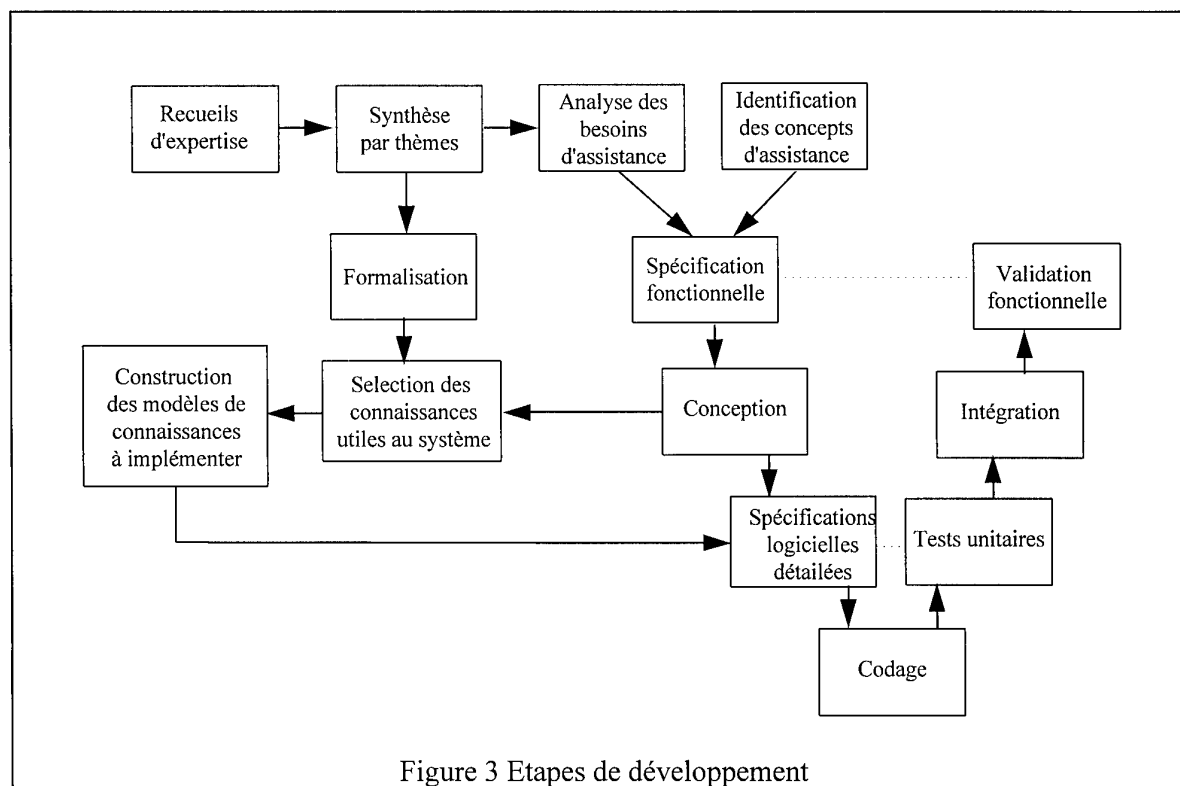 Recueils
d'expertise
Synthèse
par thèmes
Analyse des
besoins
d'assistance
Identification
des concepts
d'assistance
Formalisation
Spécification
fonctionnelle
Validation
fonctionnelle
Construction
des modèles de
connaissances
à implémenter
Selection des
connaissances
utiles au système
Conception
Intégration
Spécifications
logicielles
détailées
Tests unitaires
Codage
Figure 3 Etapes de développement